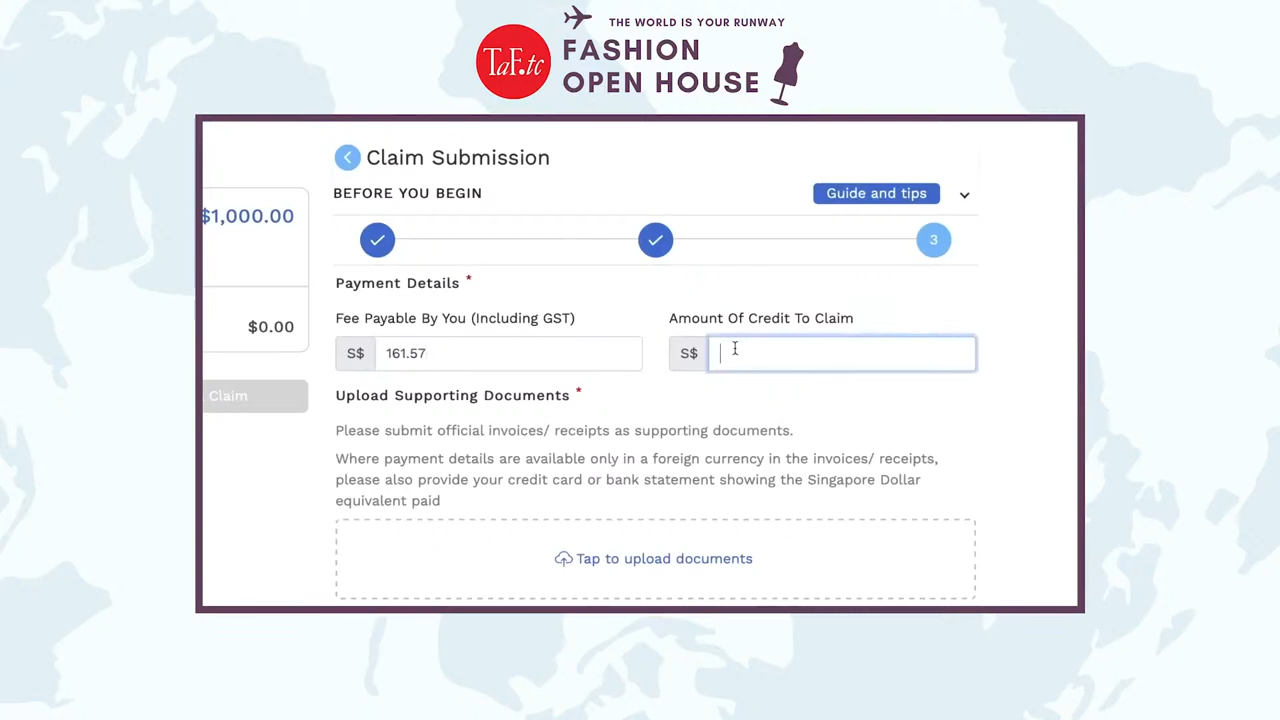 THE WORLD IS YOUR RUNWAY
TaF.tc
FASHION
OPEN HOUSE
Claim Submission
BEFORE YOU BEGIN
Guide and tips
$1,000.00
3
Payment Details *
Fee Payable By You (Including GST)
Amount Of Credit To Claim
$0.00
S$ 161.57
S$
Claim
Upload Supporting Documents *
Please submit official invoices/ receipts as supporting documents.
Where payment details are available only in a foreign currency in the invoices/ receipts,
please also provide your credit card or bank statement showing the Singapore Dollar
equivalent paid
Tap to upload documents